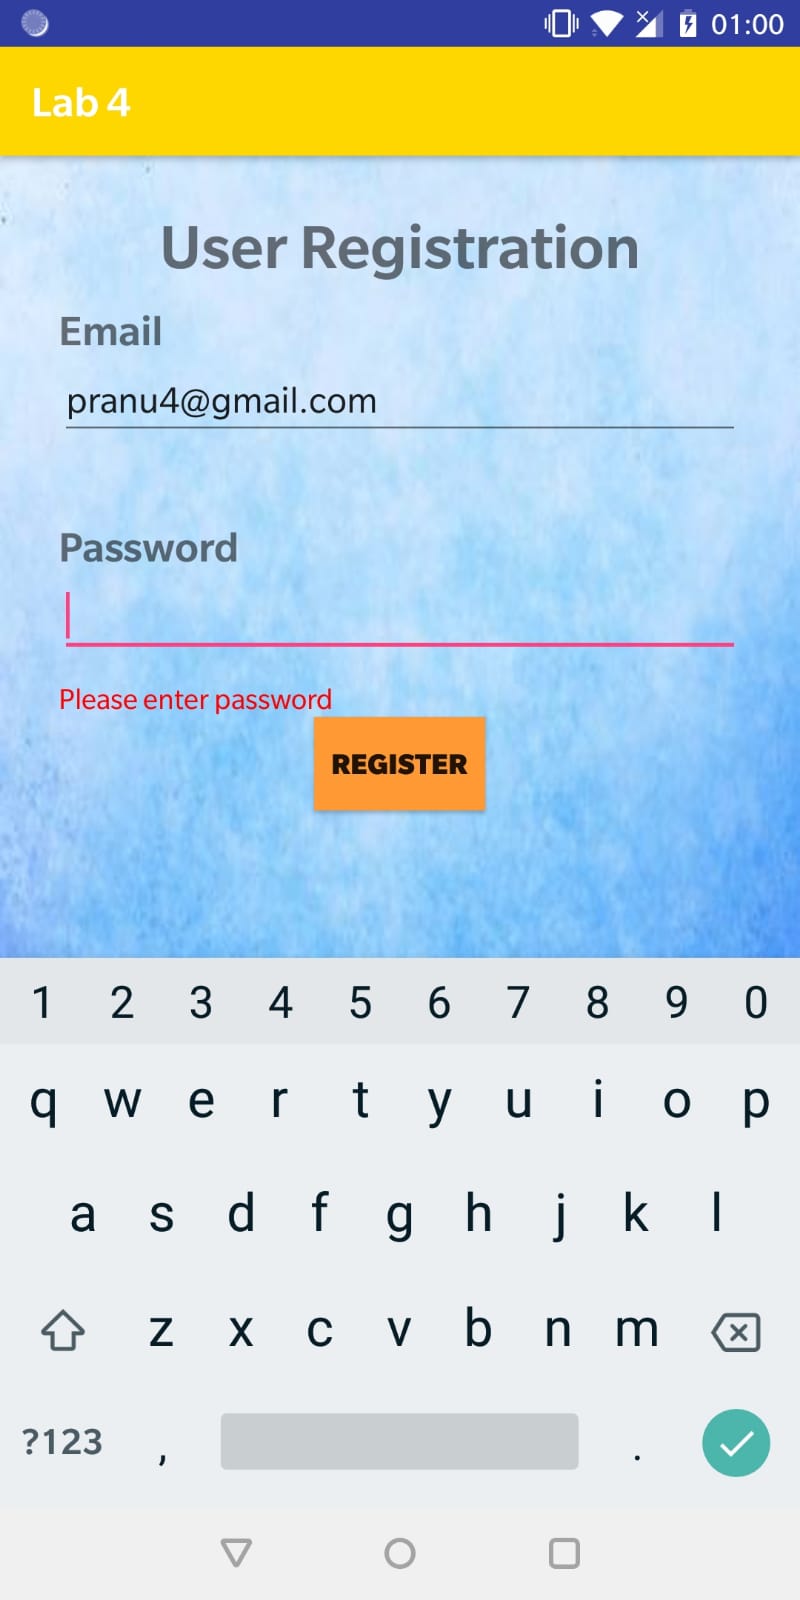 01:00
Lab 4
User Registration
Email
pranu4@gmail.com
Password
Please enter password
REGISTER
1 2 3 4 5 6 7 8 9 0
q w e r t y u i o p
a s d f g h j k l
z x c v b n m
?123 , .